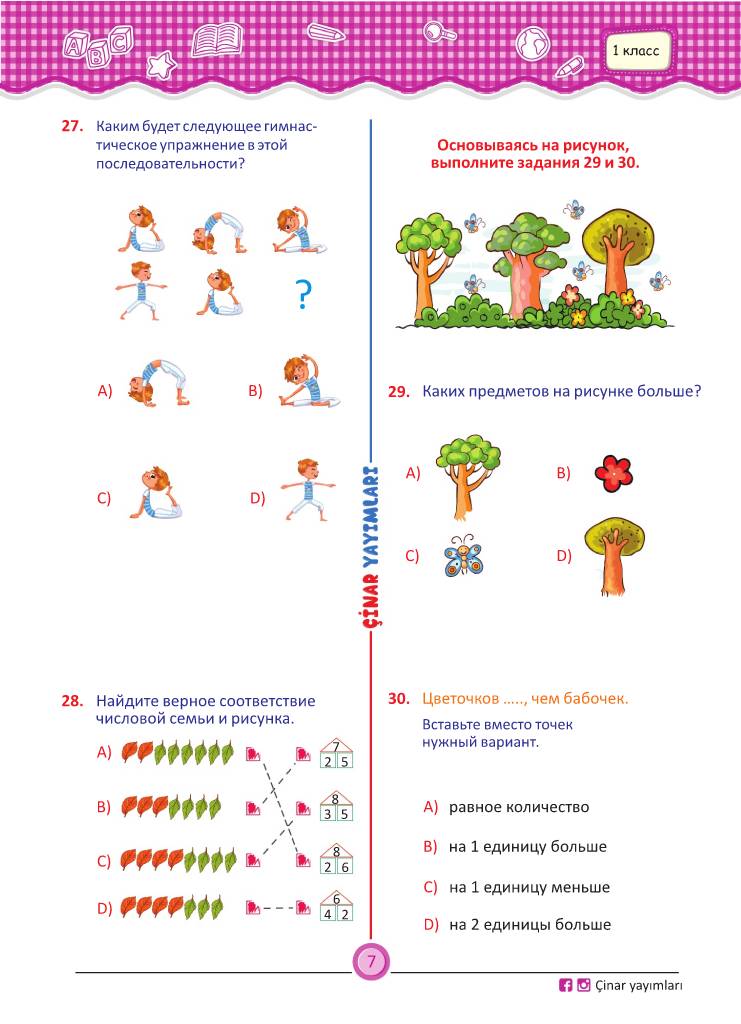 A B C
1 класс
27. Каким будет следующее гимнас-
тическое упражнение в этой
последовательности?
?
A) B)
C) D)
28. Найдите верное соответствие
числовой семьи и рисунка.
A) 7
2 5
B) 8
3 5
C) 8
2 6
D) 6
4 2
ÇİNAR YAYIMLARI
Основываясь на рисунок,
выполните задания 29 и 30.
29. Каких предметов на рисунке больше?
A) B)
C) D)
30. Цветочков ....., чем бабочек.
Вставьте вместо точек
нужный вариант.
A) равное количество
B) на 1 единицу больше
C) на 1 единицу меньше
D) на 2 единицы больше
7
Çinar yayımları